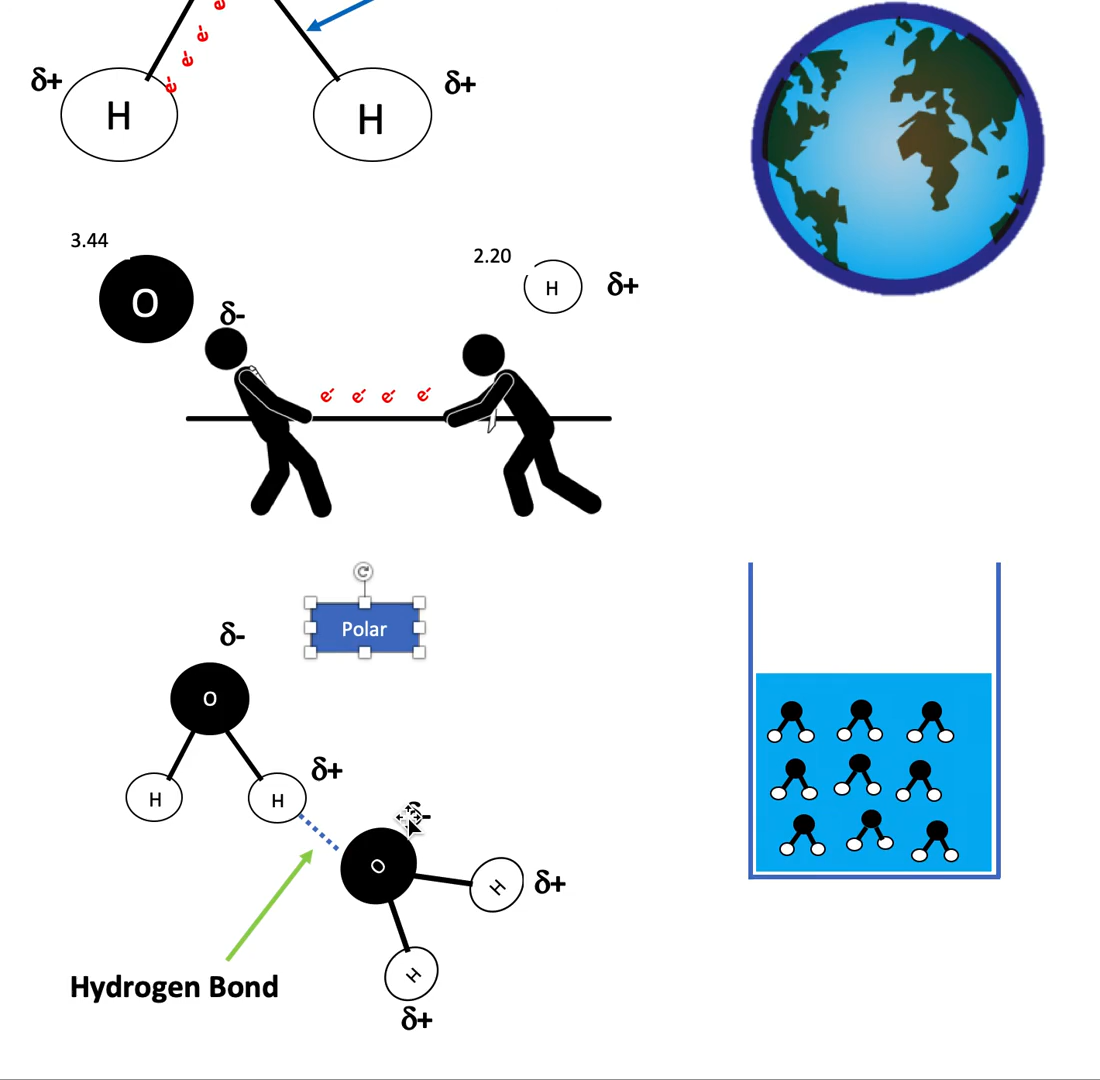 e- e- e- e-
δ+ H H δ+
3.44
O δ-
2.20
H δ+
e- e- e- e-
Polar
δ-
O
H H δ+
O
H δ+
H
δ+
Hydrogen Bond